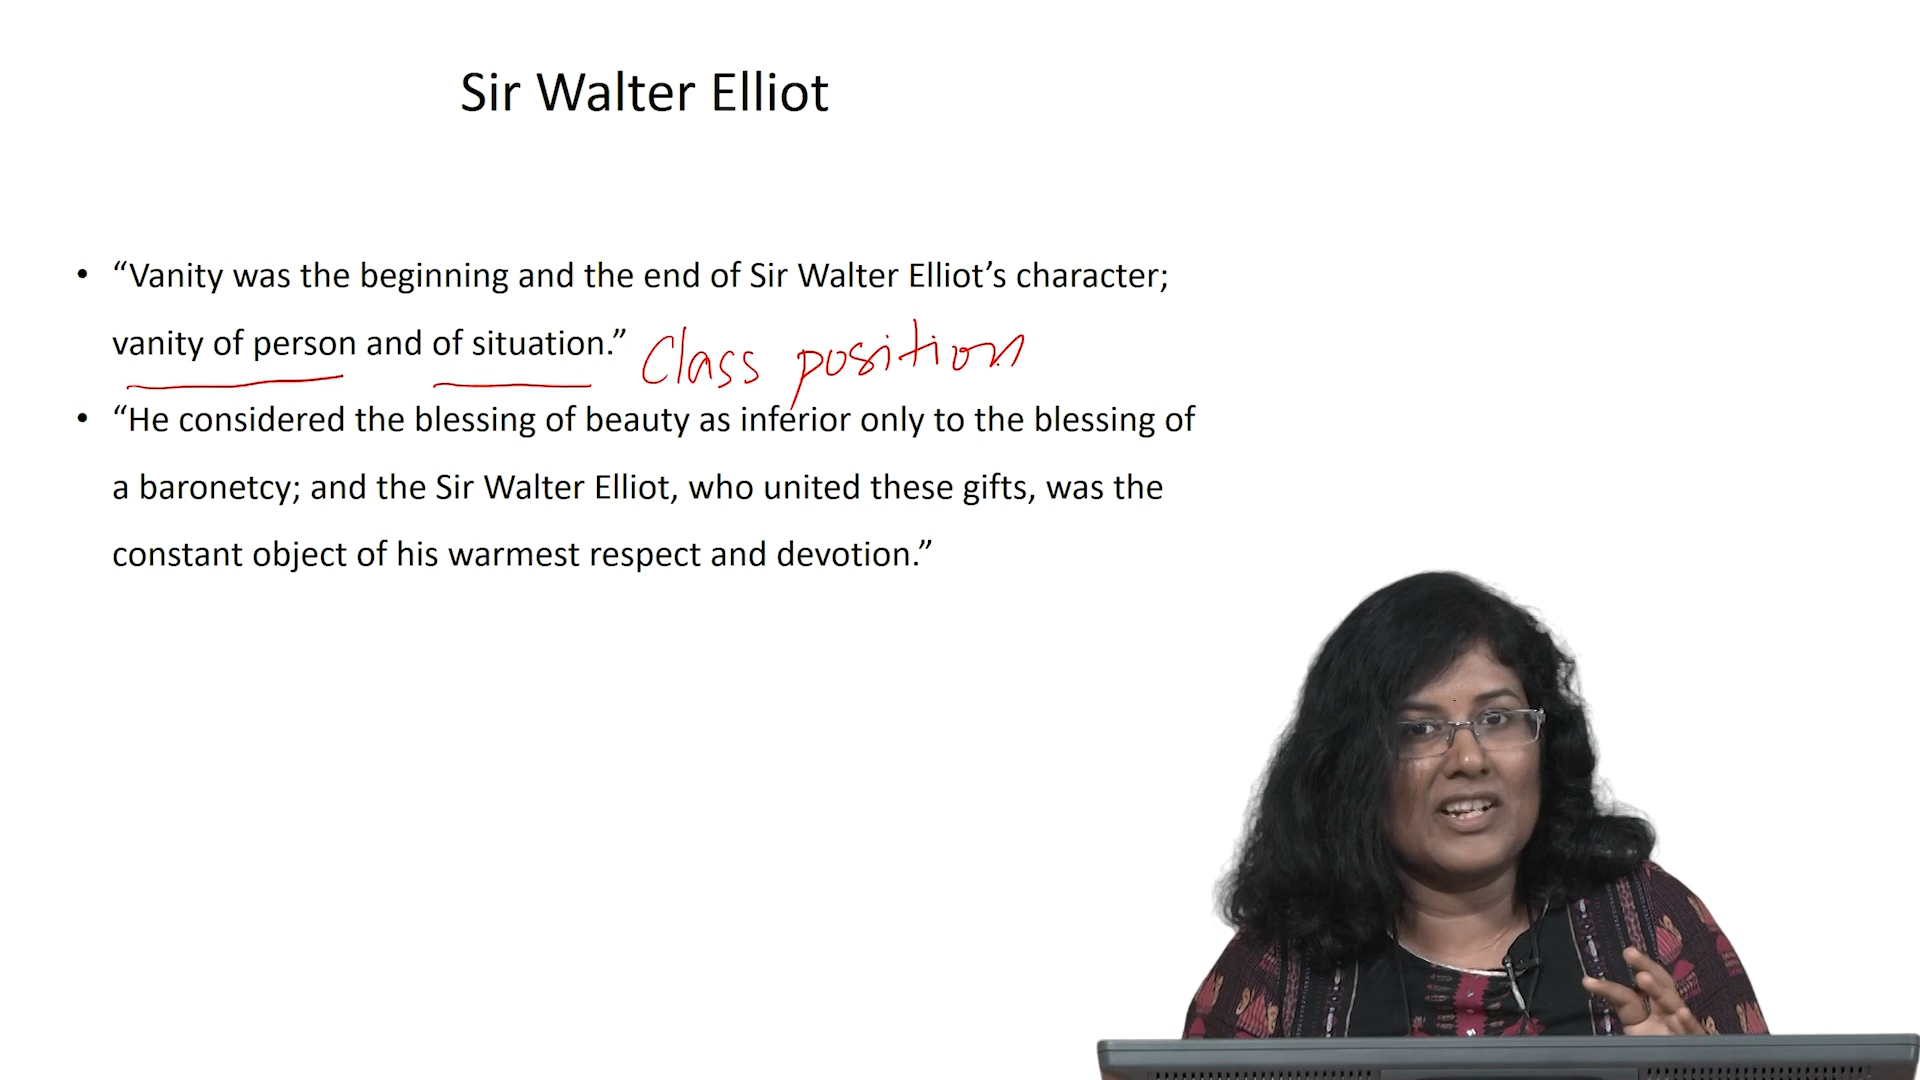 Sir Walter Elliot
• “Vanity was the beginning and the end of Sir Walter Elliot’s character;
vanity of person and of situation.” Class position
• “He considered the blessing of beauty as inferior only to the blessing of
a baronetcy; and the Sir Walter Elliot, who united these gifts, was the
constant object of his warmest respect and devotion.”